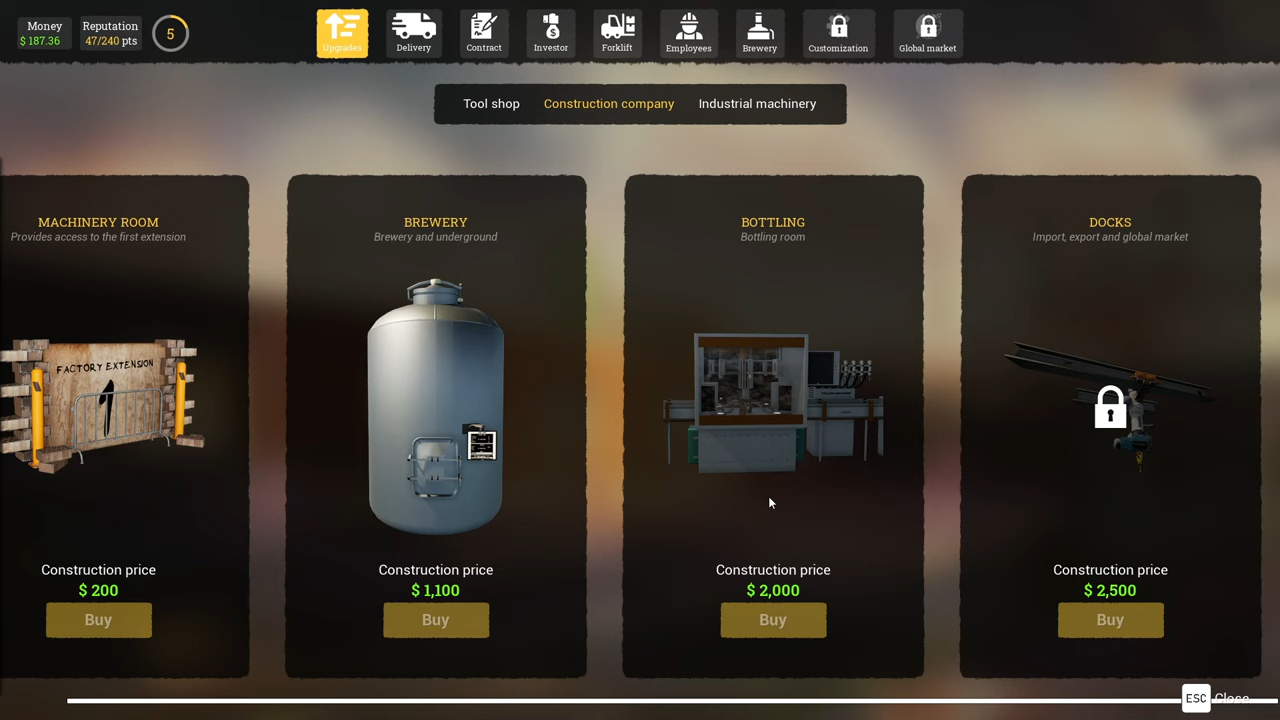 Money
$ 187.36
Reputation
47/240 pts
5
Upgrades
Delivery
Contract
Investor
Forklift
Employees
Brewery
Customization
Global market
Tool shop
Construction company
Industrial machinery
MACHINERY ROOM
Provides access to the first extension
FACTORY EXTENSION
1
Construction price
$ 200
Buy
BREWERY
Brewery and underground
Construction price
$ 1,100
Buy
BOTTLING
Bottling room
Construction price
$ 2,000
Buy
DOCKS
Import, export and global market
Construction price
$ 2,500
Buy
ESC Close